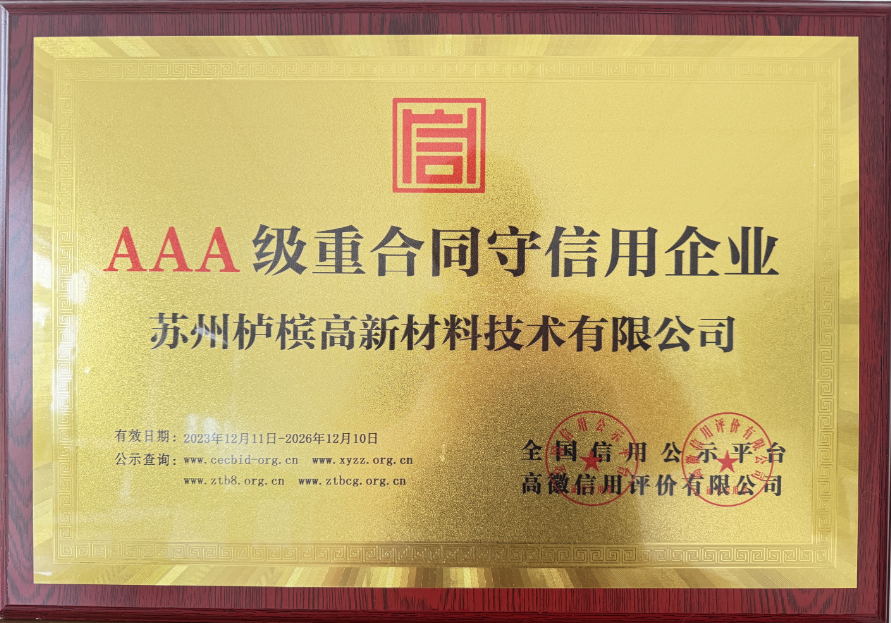 信
AAA级重合同守信用企业
苏州栌槟高新材料技术有限公司
有效日期：2023年12月11日-2026年12月10日
公示查询：www.cecbid-org.cn www.xyzz.org.cn
www.ztb8.org.cn www.ztbcg.org.cn
全国信用公示平台
高徽信用评价有限公司